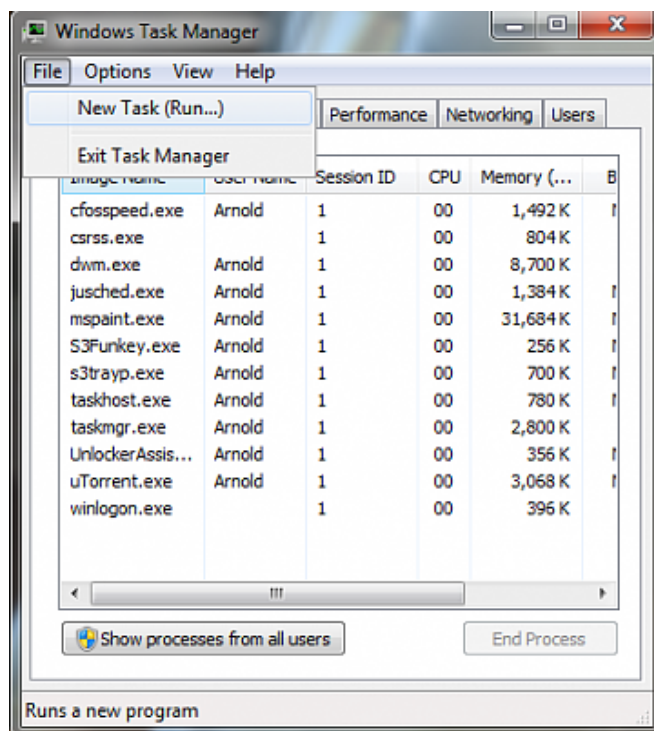 Windows Task Manager
File Options View Help
New Task (Run...)
Performance Networking Users
Exit Task Manager
Image Name User Name Session ID CPU Memory (... B
cfosspeed.exe Arnold 1 00 1,492 K
csrss.exe 1 00 804 K
dwm.exe Arnold 1 00 8,700 K
jusched.exe Arnold 1 00 1,384 K
mspaint.exe Arnold 1 00 31,684 K
S3Funkey.exe Arnold 1 00 256 K
s3trayp.exe Arnold 1 00 700 K
taskhost.exe Arnold 1 00 780 K
taskmgr.exe Arnold 1 00 2,800 K
UnlockerAssis... Arnold 1 00 356 K
uTorrent.exe Arnold 1 00 3,068 K
winlogon.exe 1 00 396 K
Show processes from all users End Process
Runs a new program